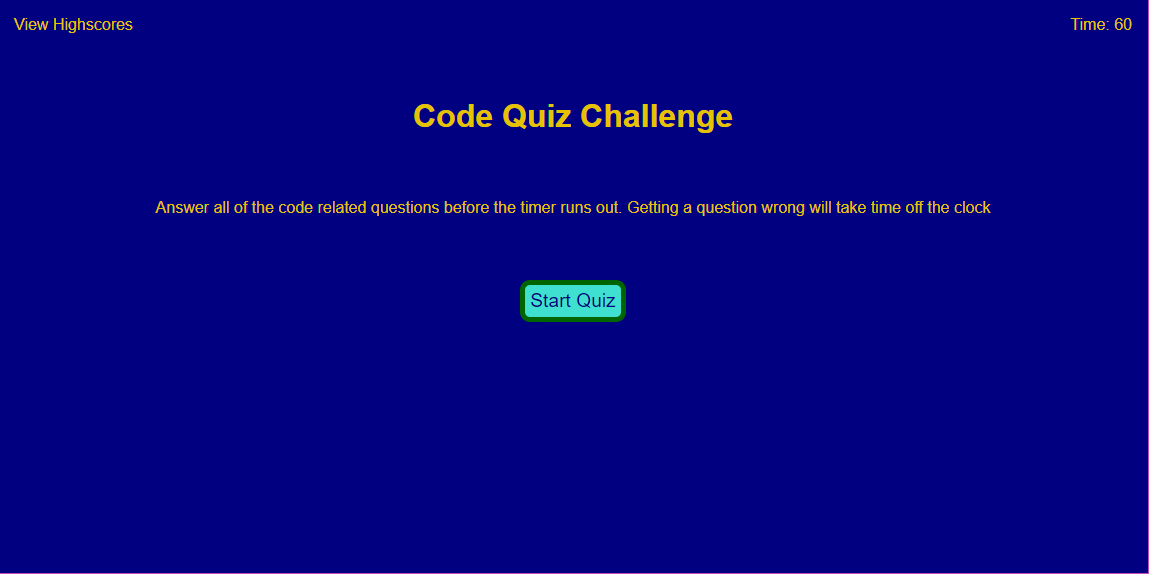 View Highscores
Time: 60
Code Quiz Challenge
Answer all of the code related questions before the timer runs out. Getting a question wrong will take time off the clock
Start Quiz